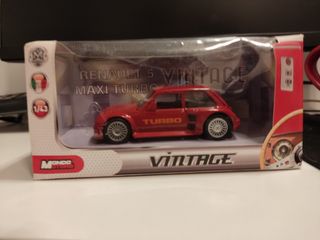 RENAULT 5
MAXI TURBO
VINTAGE
1/43
TURBO
MONDO
VINTAGE